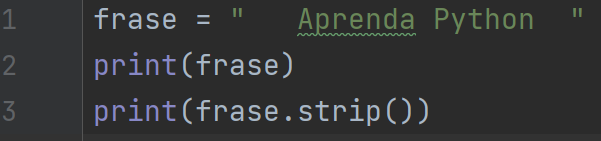 1 frase = "   Aprenda Python  "
2 print(frase)
3 print(frase.strip())